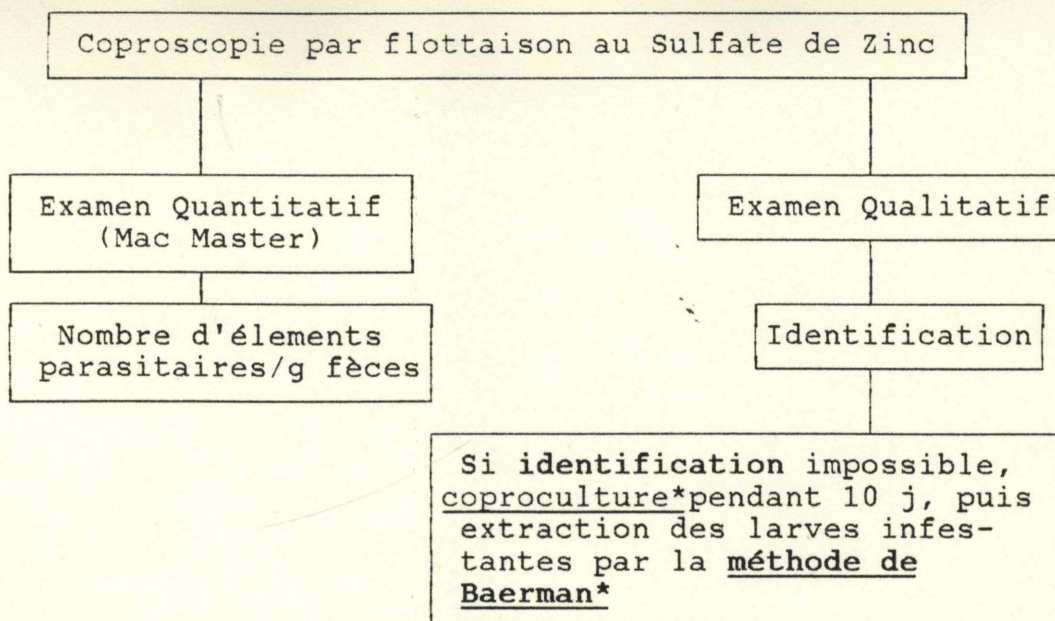 Coproscopie par flottaison au Sulfate de Zinc
Examen Quantitatif
(Mac Master)
Nombre d'élements
parasitaires/g fèces
Examen Qualitatif
Identification
Si identification impossible,
coproculture*pendant 10 j, puis
extraction des larves infes-
tantes par la méthode de
Baerman*